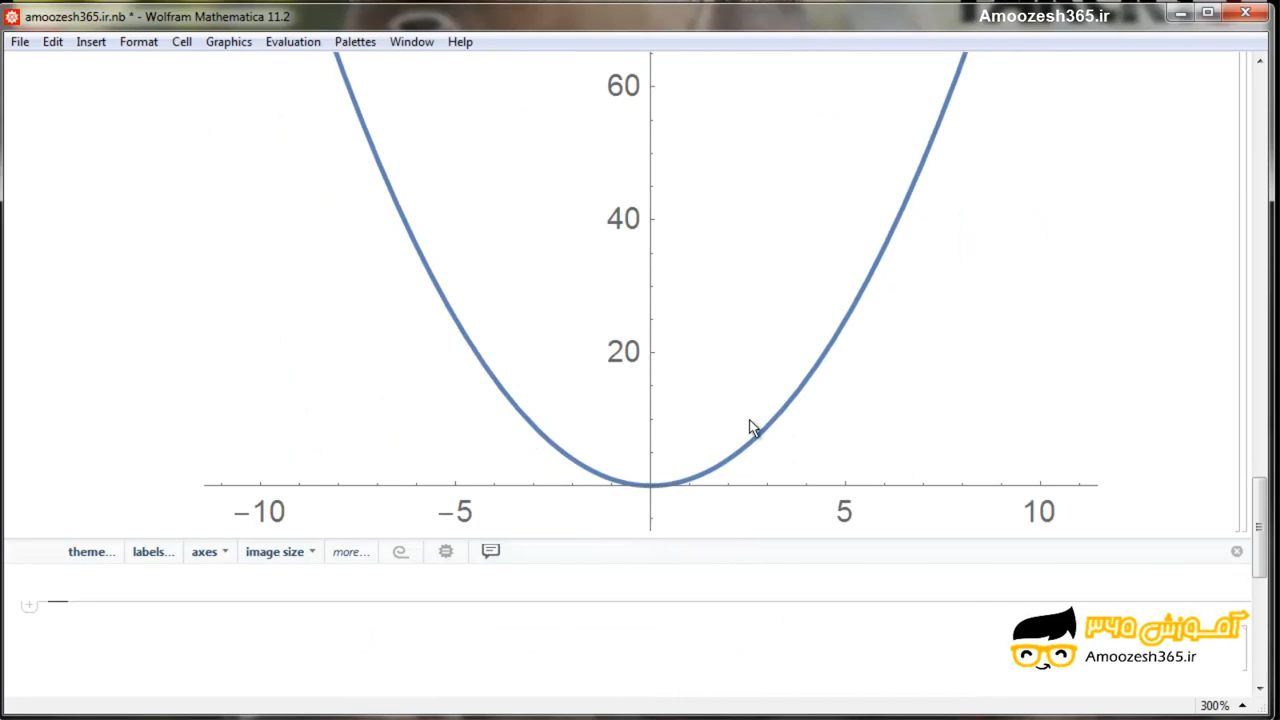 amoozesh365.ir.nb * - Wolfram Mathematica 11.2
Amoozesh365.ir
File Edit Insert Format Cell Graphics Evaluation Palettes Window Help
60
40
20
−10 −5 5 10
theme... labels... axes image size more...
آموزش ۳۶۵
Amoozesh365.ir
300%